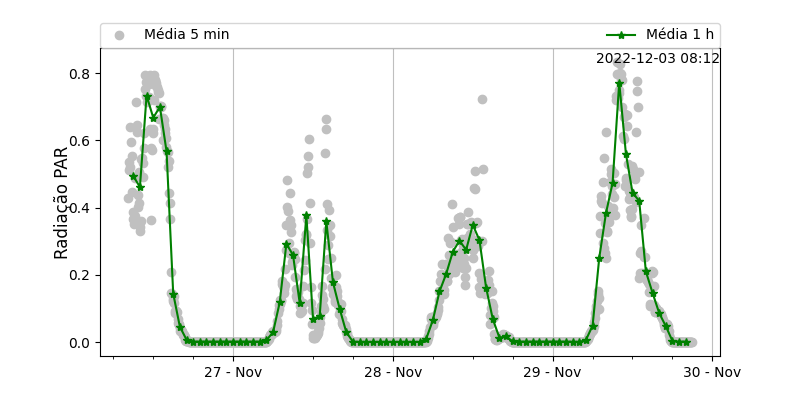 Média 5 min
Média 1 h
2022-12-03 08:12
Radiação PAR
0.8
0.6
0.4
0.2
0.0
27 - Nov
28 - Nov
29 - Nov
30 - Nov